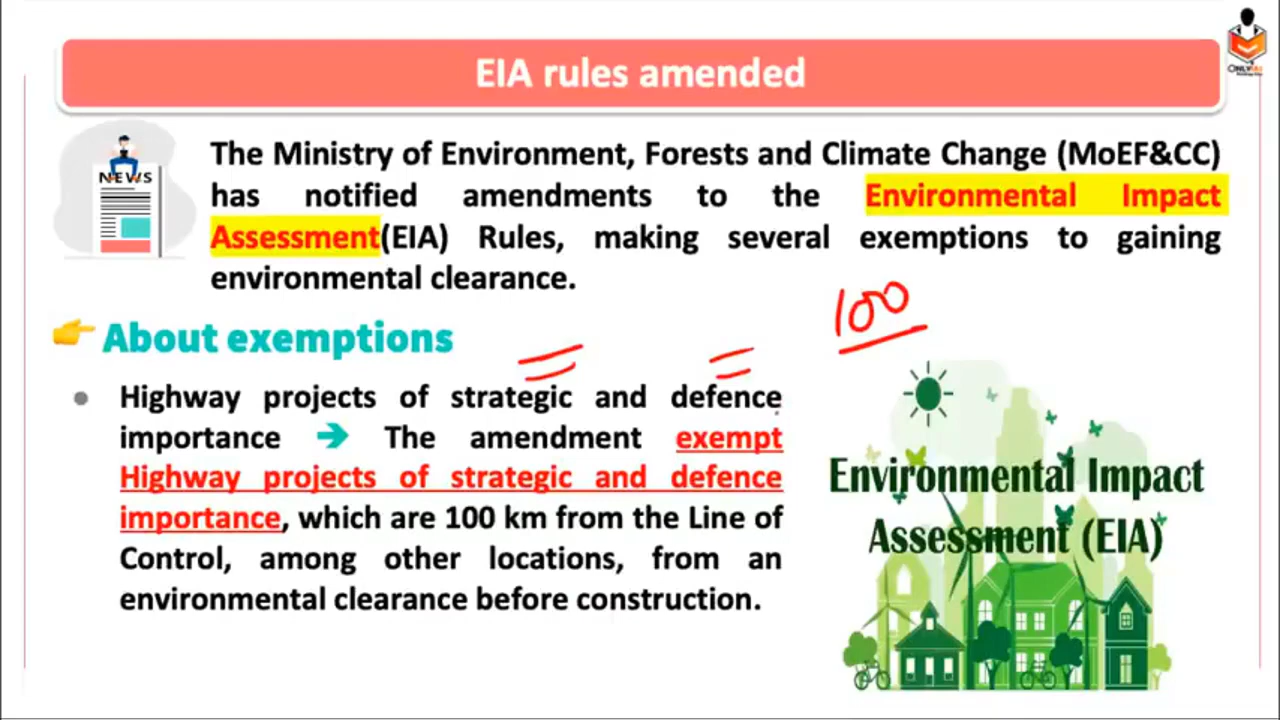 EIA rules amended
NEWS
The Ministry of Environment, Forests and Climate Change (MoEF&CC)
has notified amendments to the Environmental Impact
Assessment(EIA) Rules, making several exemptions to gaining
environmental clearance.
100
About exemptions
Highway projects of strategic and defence
importance → The amendment exempt
Highway projects of strategic and defence
importance, which are 100 km from the Line of
Control, among other locations, from an
environmental clearance before construction.
Environmental Impact
Assessment (EIA)